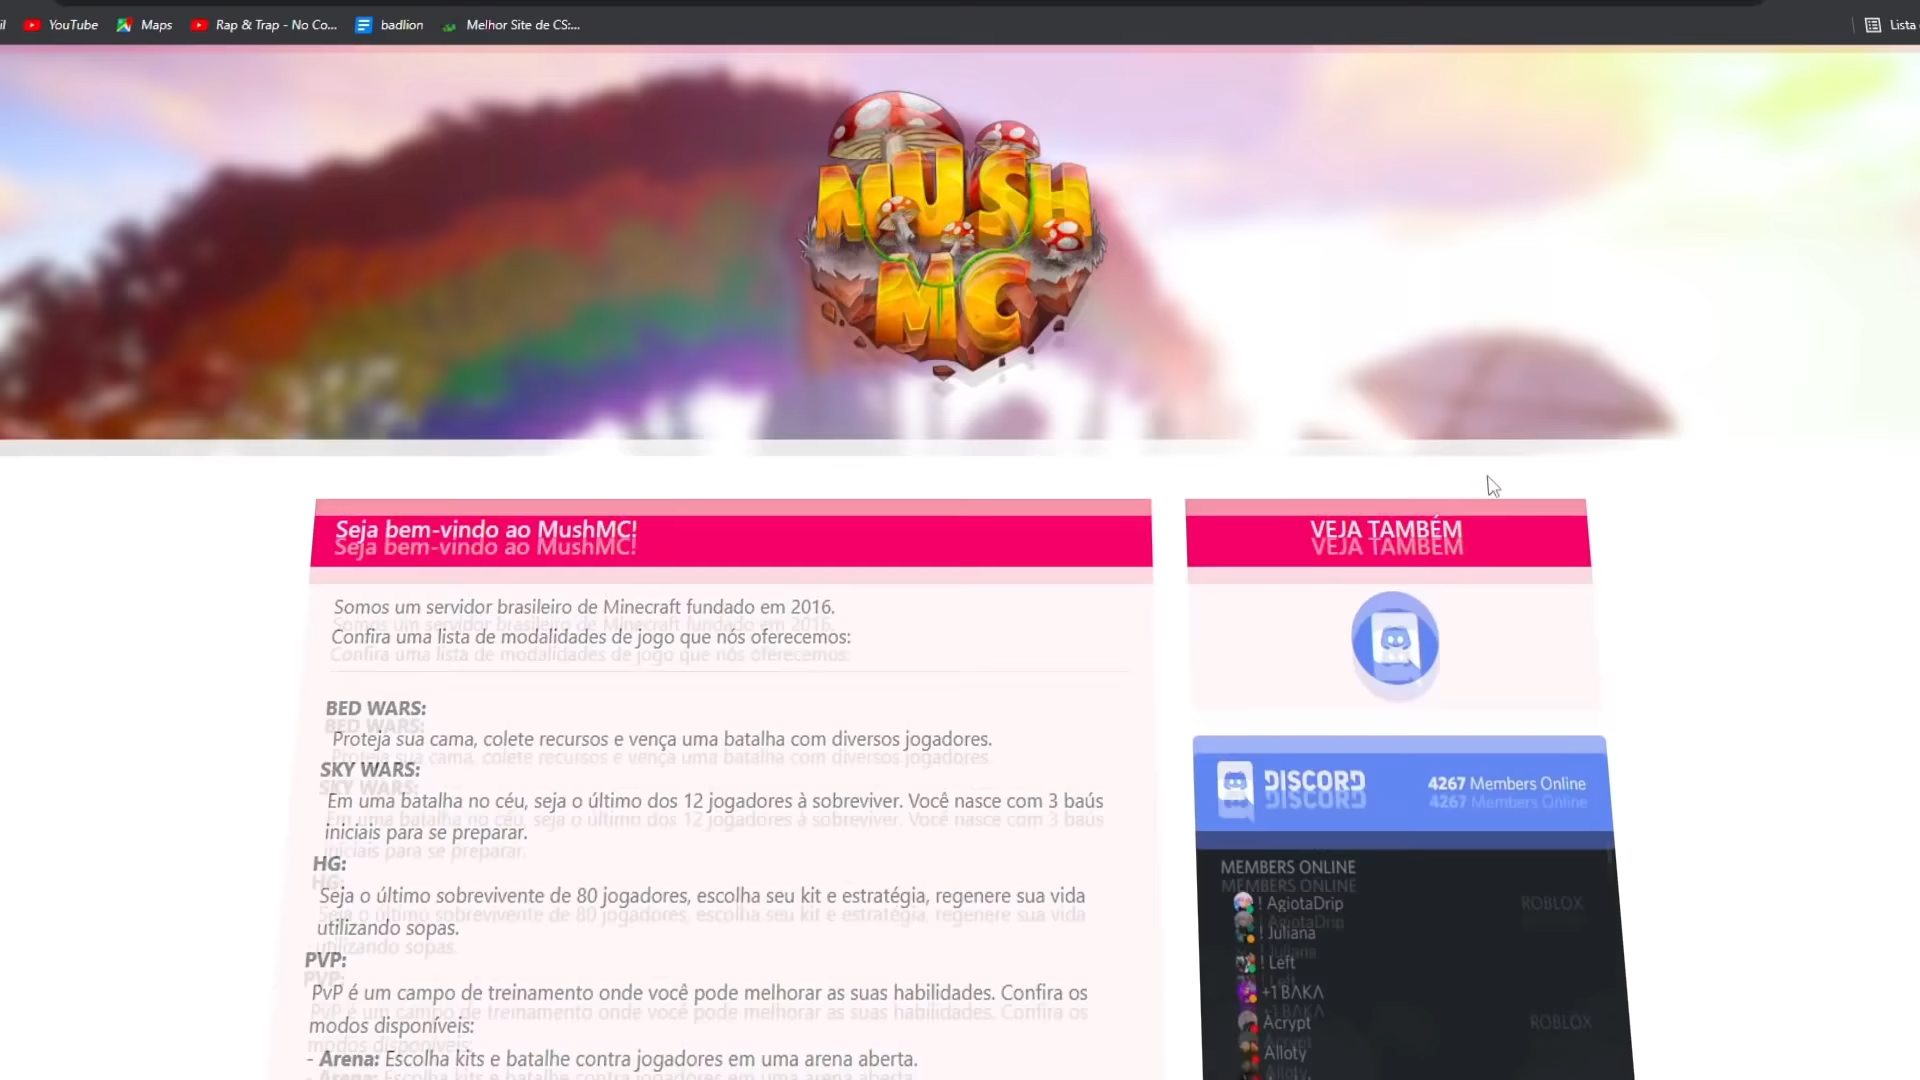 YouTube
Maps
Rap & Trap - No Co...
badlion
Melhor Site de CS:...
Lista
MUSH
MC
Seja bem-vindo ao MushMC!
Somos um servidor brasileiro de Minecraft fundado em 2016.
Confira uma lista de modalidades de jogo que nós oferecemos:
BED WARS:
Proteja sua cama, colete recursos e vença uma batalha com diversos jogadores.
SKY WARS:
Em uma batalha no céu, seja o último dos 12 jogadores à sobreviver. Você nasce com 3 baús
iniciais para se preparar.
HG:
Seja o último sobrevivente de 80 jogadores, escolha seu kit e estratégia, regenere sua vida
utilizando sopas.
PVP:
PvP é um campo de treinamento onde você pode melhorar as suas habilidades. Confira os
modos disponíveis:
- Arena: Escolha kits e batalhe contra jogadores em uma arena aberta.
VEJA TAMBÉM
DISCORD
4267 Members Online
MEMBERS ONLINE
! AgiotaDrip ROBLOX
! Juliana
! Left
+1 BΛKΛ
Acrypt ROBLOX
Alloty